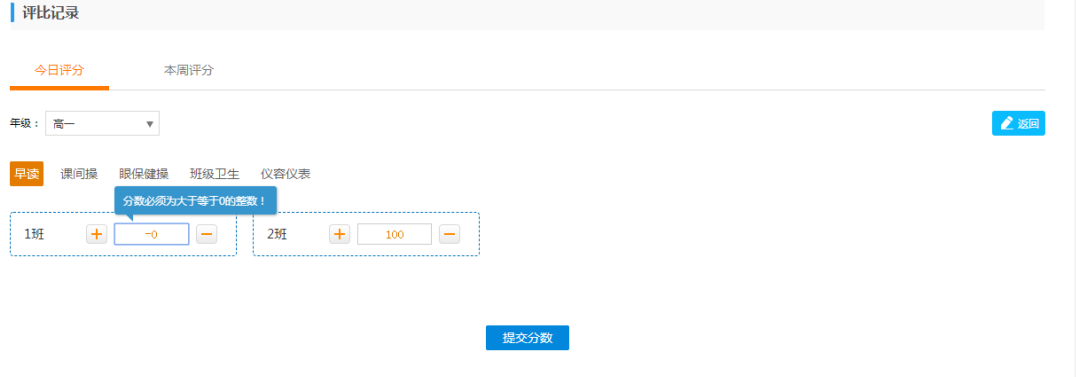 评比记录
今日评分 本周评分
年级： 高一 返回
早读 课间操 眼保健操 班级卫生 仪容仪表
分数必须为大于等于0的整数！
1班 + -0 - 2班 + 100 -
提交分数